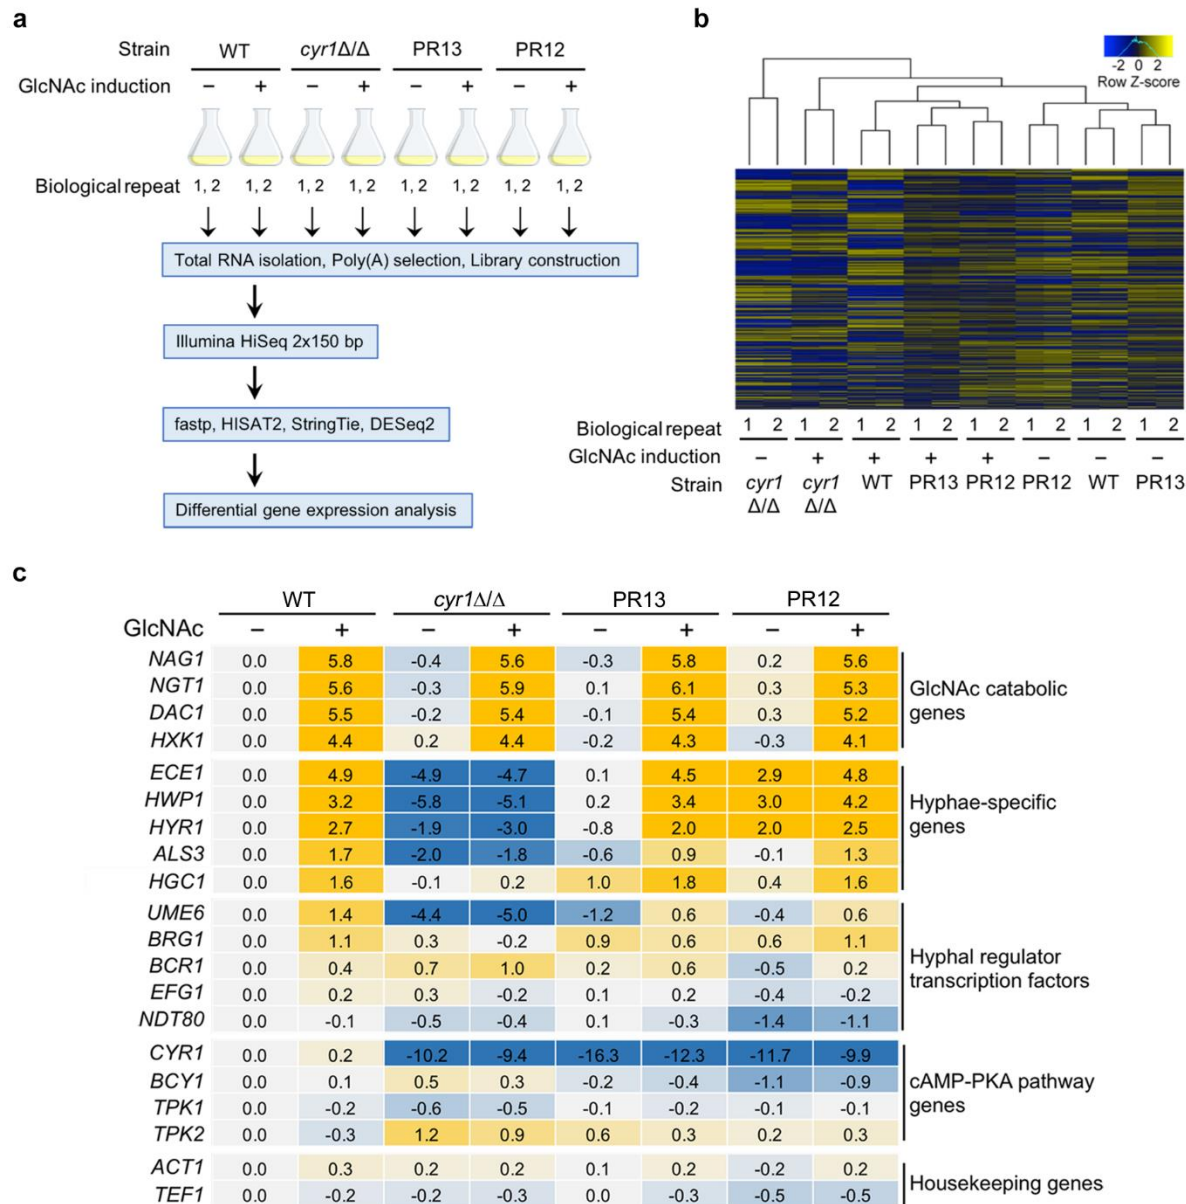 a
Strain WT cyr1Δ/Δ PR13 PR12
GlcNAc induction – + – + – + – +
Biological repeat 1, 2 1, 2 1, 2 1, 2 1, 2 1, 2 1, 2 1, 2
Total RNA isolation, Poly(A) selection, Library construction
Illumina HiSeq 2x150 bp
fastp, HISAT2, StringTie, DESeq2
Differential gene expression analysis
b
-2 0 2
Row Z-score
Biological repeat 1 2 1 2 1 2 1 2 1 2 1 2 1 2 1 2
GlcNAc induction – + + + + – – –
Strain cyr1 cyr1 WT PR13 PR12 PR12 WT PR13
Δ/Δ Δ/Δ
c
WT cyr1Δ/Δ PR13 PR12
GlcNAc – + – + – + – +
NAG1 0.0 5.8 -0.4 5.6 -0.3 5.8 0.2 5.6
NGT1 0.0 5.6 -0.3 5.9 0.1 6.1 0.3 5.3
DAC1 0.0 5.5 -0.2 5.4 -0.1 5.4 0.3 5.2
HXK1 0.0 4.4 0.2 4.4 -0.2 4.3 -0.3 4.1
GlcNAc catabolic
genes
ECE1 0.0 4.9 -4.9 -4.7 0.1 4.5 2.9 4.8
HWP1 0.0 3.2 -5.8 -5.1 0.2 3.4 3.0 4.2
HYR1 0.0 2.7 -1.9 -3.0 -0.8 2.0 2.0 2.5
ALS3 0.0 1.7 -2.0 -1.8 -0.6 0.9 -0.1 1.3
HGC1 0.0 1.6 -0.1 0.2 1.0 1.8 0.4 1.6
Hyphae-specific
genes
UME6 0.0 1.4 -4.4 -5.0 -1.2 0.6 -0.4 0.6
BRG1 0.0 1.1 0.3 -0.2 0.9 0.6 0.6 1.1
BCR1 0.0 0.4 0.7 1.0 0.2 0.6 -0.5 0.2
EFG1 0.0 0.2 0.3 -0.2 0.1 0.2 -0.4 -0.2
NDT80 0.0 -0.1 -0.5 -0.4 0.1 -0.3 -1.4 -1.1
Hyphal regulator
transcription factors
CYR1 0.0 0.2 -10.2 -9.4 -16.3 -12.3 -11.7 -9.9
BCY1 0.0 0.1 0.5 0.3 -0.2 -0.4 -1.1 -0.9
TPK1 0.0 -0.2 -0.6 -0.5 -0.1 -0.2 -0.1 -0.1
TPK2 0.0 -0.3 1.2 0.9 0.6 0.3 0.2 0.3
cAMP-PKA pathway
genes
ACT1 0.0 0.3 0.2 0.2 0.1 0.2 -0.2 0.2
TEF1 0.0 -0.2 -0.2 -0.3 0.0 -0.3 -0.5 -0.5
Housekeeping genes